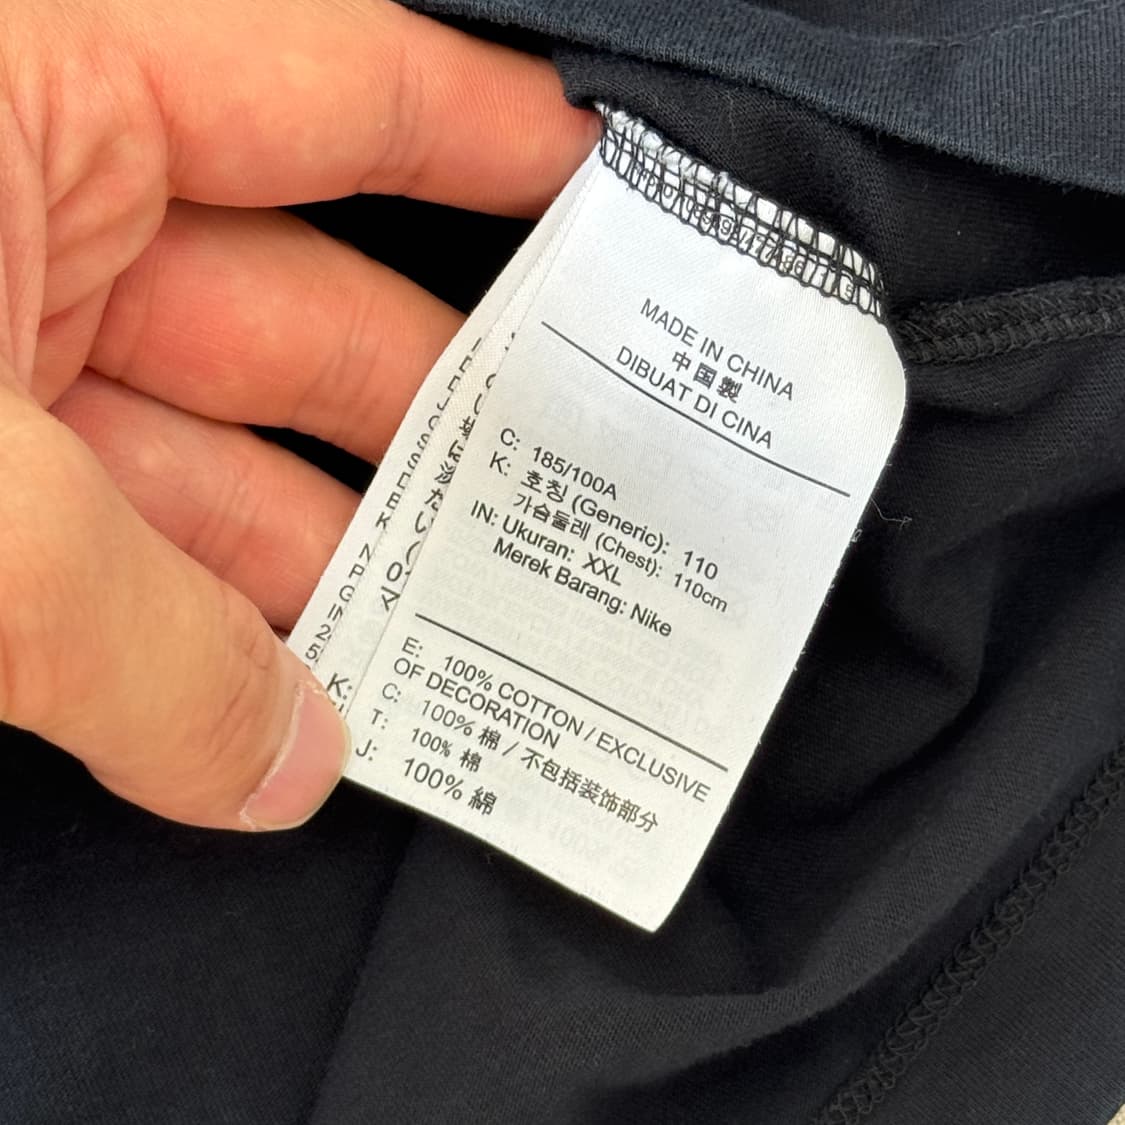 MADE IN CHINA
中国製
DIBUAT DI CINA
C: 185/100A
K: 호칭 (Generic): 110
가슴둘레 (Chest): 110cm
IN: Ukuran: XXL
Merek Barang: Nike
E: 100% COTTON / EXCLUSIVE
OF DECORATION
C: 100% 棉 / 不包括装饰部分
T: 100% 棉
J: 100% 綿
K: